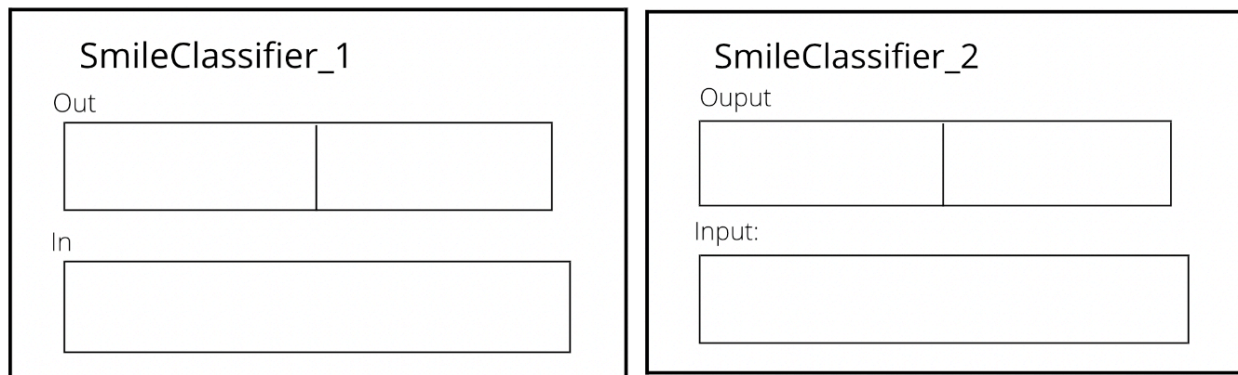 SmileClassifier_1
Out
In
SmileClassifier_2
Ouput
Input: